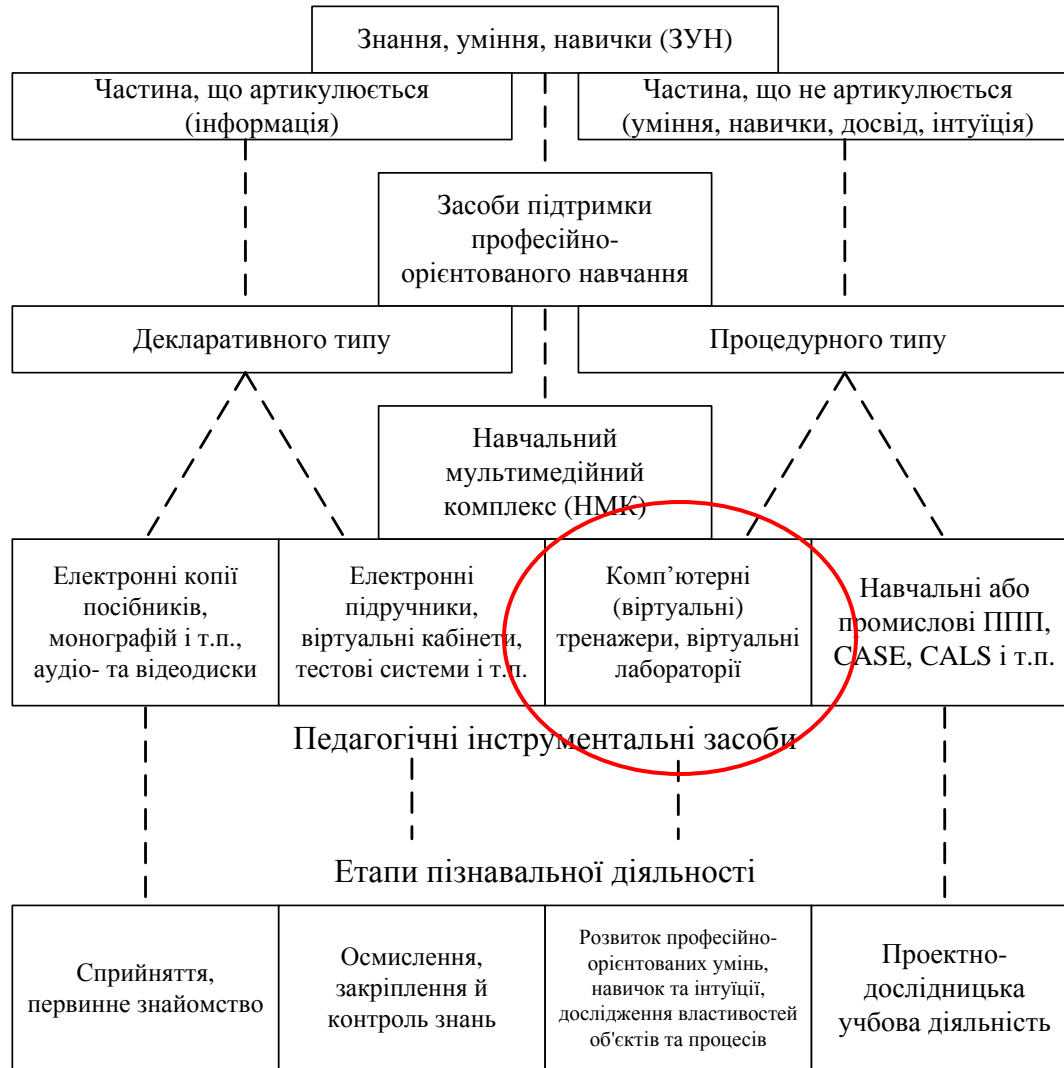 Знання, уміння, навички (ЗУН)
Частина, що артикулюється
(інформація)
Частина, що не артикулюється
(уміння, навички, досвід, інтуїція)
Засоби підтримки
професійно-
орієнтованого навчання
Декларативного типу
Процедурного типу
Навчальний
мультимедійний
комплекс (НМК)
Електронні копії
посібників,
монографій і т.п.,
аудіо- та відеодиски
Електронні
підручники,
віртуальні кабінети,
тестові системи і т.п.
Комп’ютерні
(віртуальні)
тренажери, віртуальні
лабораторії
Навчальні або
промислові ППП,
CASE, CALS і т.п.
Педагогічні інструментальні засоби
Етапи пізнавальної діяльності
Сприйняття,
первинне знайомство
Осмислення,
закріплення й
контроль знань
Розвиток професійно-
орієнтованих умінь,
навичок та інтуїції,
дослідження властивостей
об'єктів та процесів
Проектно-
дослідницька
учбова діяльність